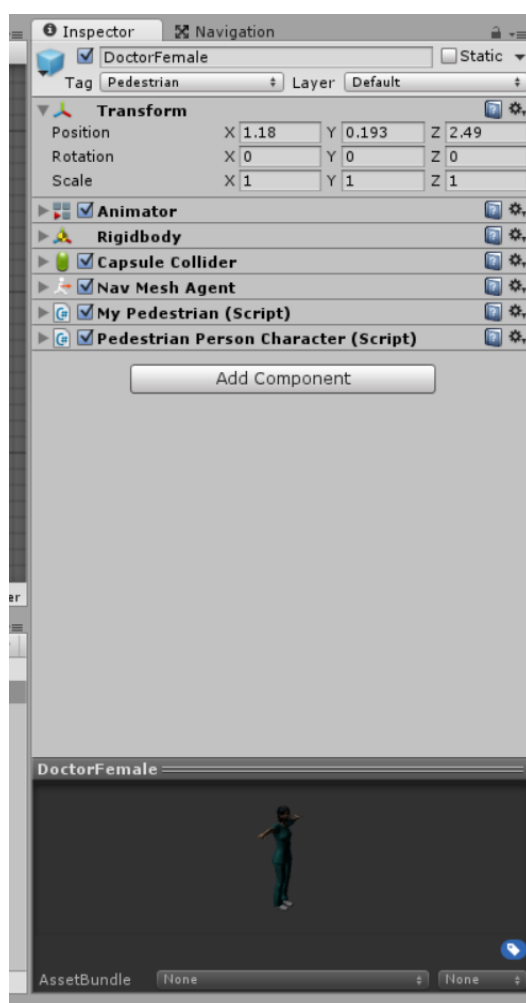 Inspector Navigation
DoctorFemale Static
Tag Pedestrian Layer Default
Transform
Position X 1.18 Y 0.193 Z 2.49
Rotation X 0 Y 0 Z 0
Scale X 1 Y 1 Z 1
Animator
Rigidbody
Capsule Collider
Nav Mesh Agent
My Pedestrian (Script)
Pedestrian Person Character (Script)
Add Component
er
DoctorFemale
AssetBundle None None